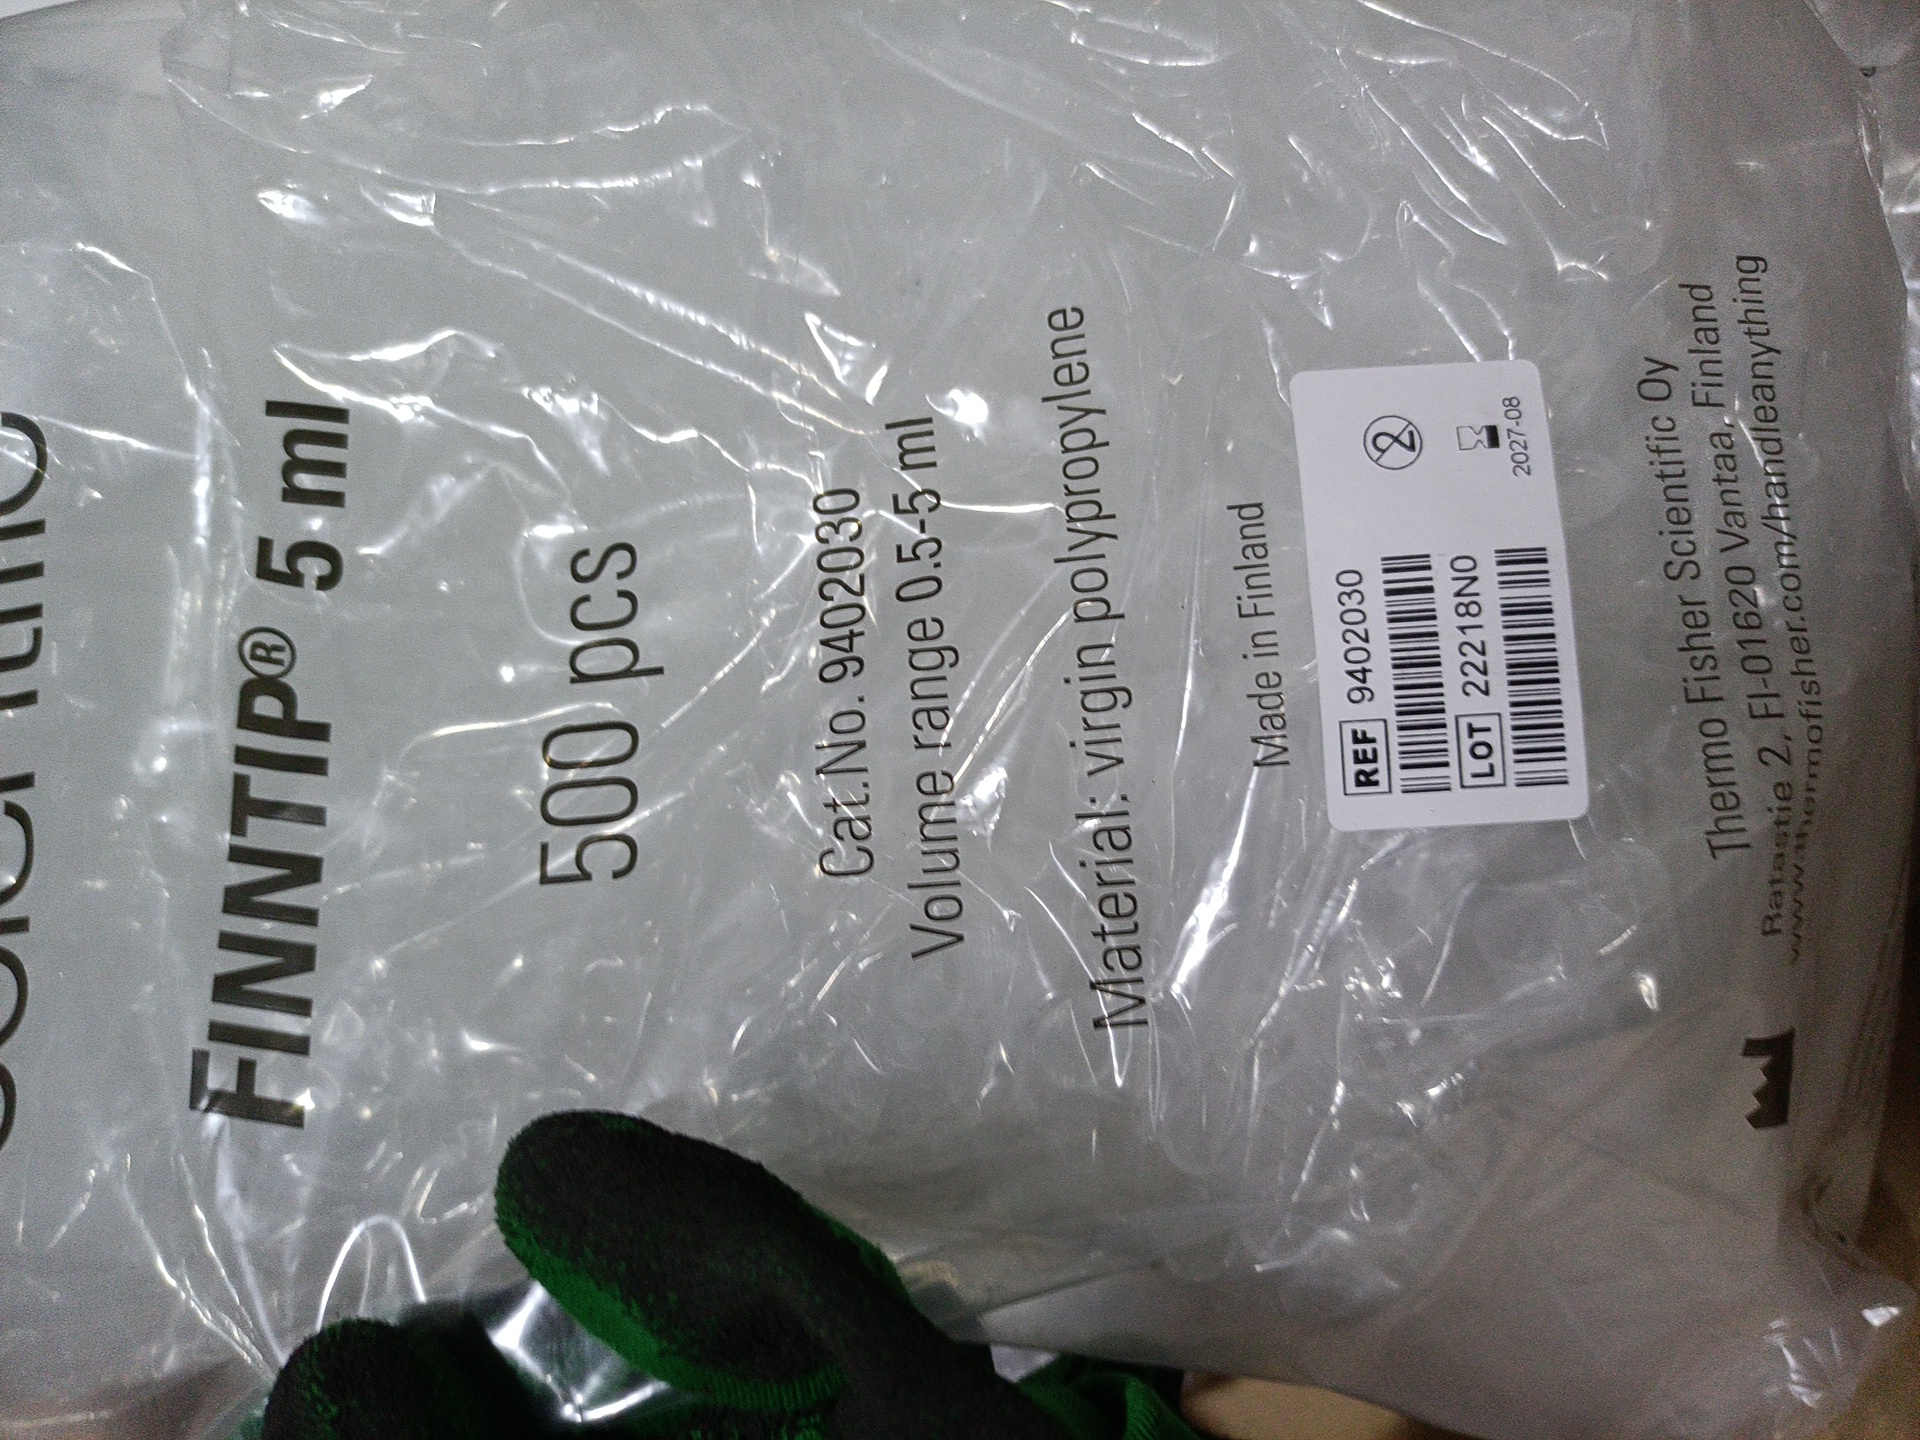 FINNTIP® 5 ml
500 pcs
Cat.No. 9402030
Volume range 0.5-5 ml
Material: virgin polypropylene
Made in Finland
REF 9402030
LOT 22218N0
2
2027-08
Thermo Fisher Scientific Oy
Ratastie 2, FI-01620 Vantaa, Finland
www.thermofisher.com/handleanything